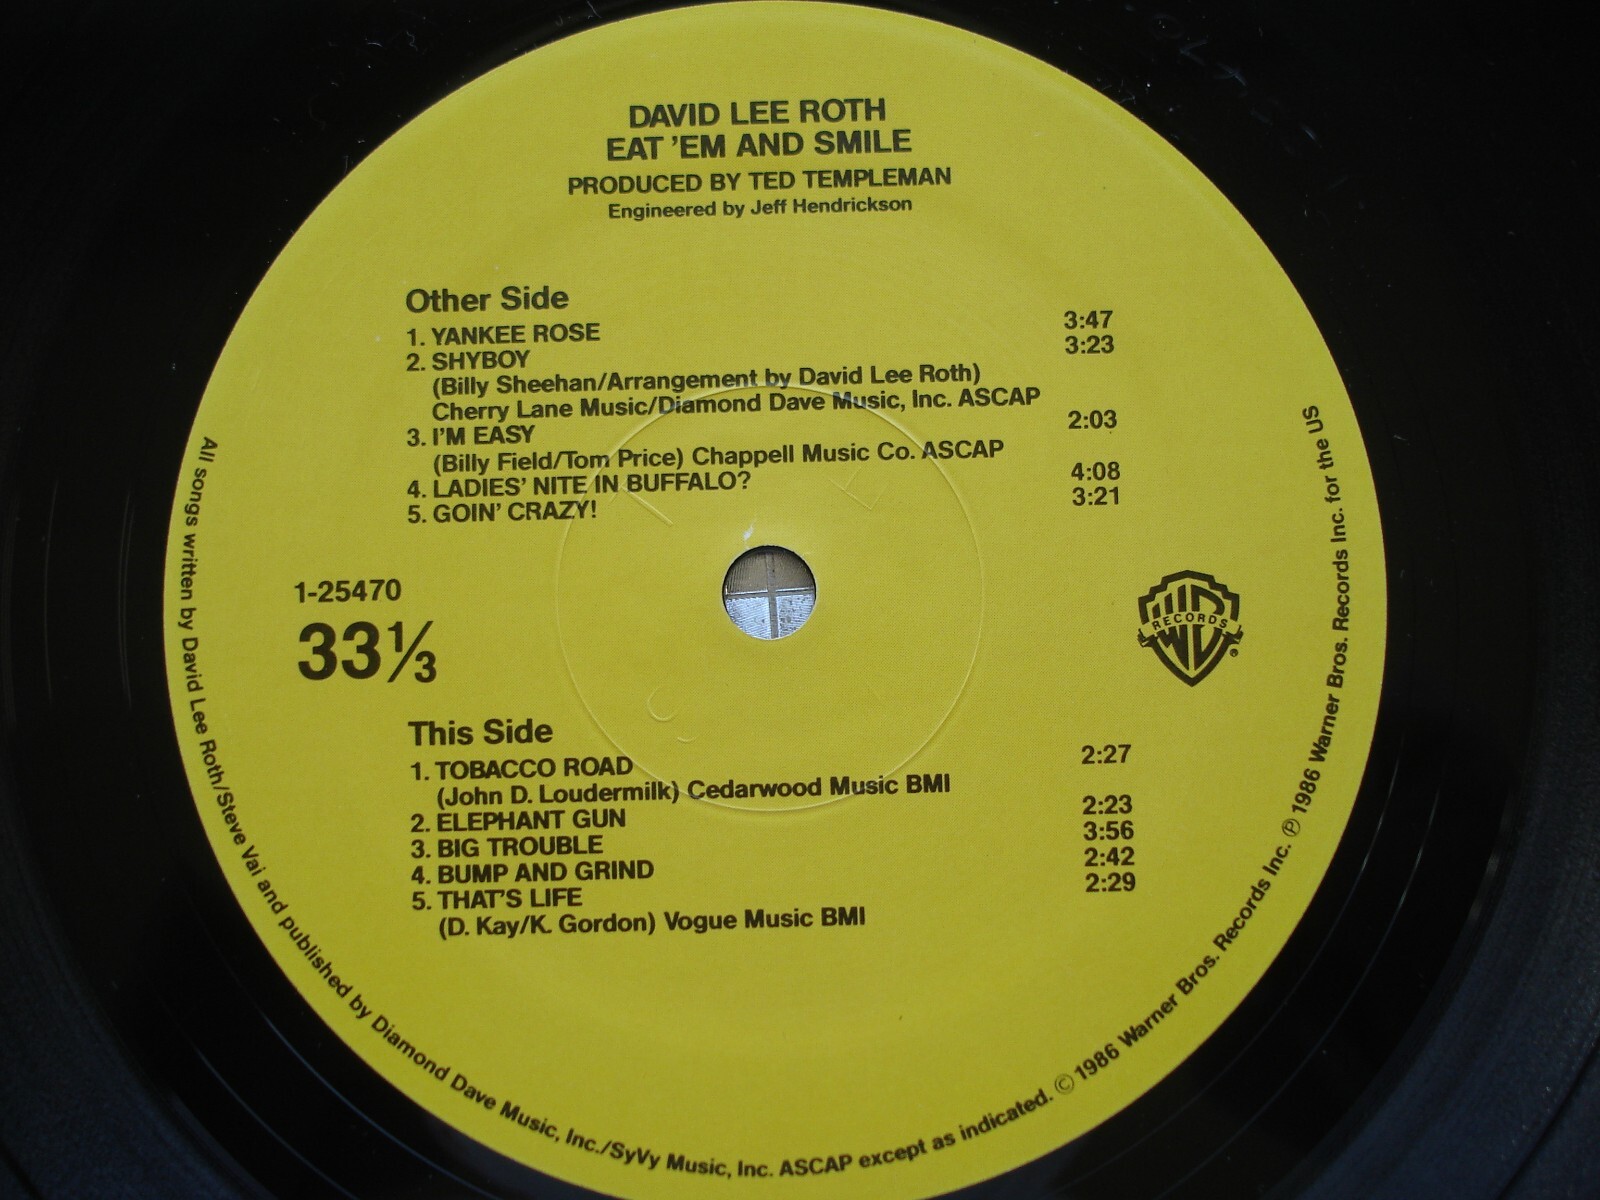 DAVID LEE ROTH
EAT 'EM AND SMILE
PRODUCED BY TED TEMPLEMAN
Engineered by Jeff Hendrickson
Other Side
1. YANKEE ROSE 3:47
2. SHYBOY 3:23
(Billy Sheehan/Arrangement by David Lee Roth)
Cherry Lane Music/Diamond Dave Music, Inc. ASCAP
3. I'M EASY 2:03
(Billy Field/Tom Price) Chappell Music Co. ASCAP
4. LADIES' NITE IN BUFFALO? 4:08
5. GOIN' CRAZY! 3:21
1-25470
33⅓
WB RECORDS ®
This Side
1. TOBACCO ROAD 2:27
(John D. Loudermilk) Cedarwood Music BMI
2. ELEPHANT GUN 2:23
3. BIG TROUBLE 3:56
4. BUMP AND GRIND 2:42
5. THAT'S LIFE 2:29
(D. Kay/K. Gordon) Vogue Music BMI
All songs written by David Lee Roth/Steve Vai and published by Diamond Dave Music, Inc./SyVy Music, Inc. ASCAP except as indicated. © 1986 Warner Bros. Records Inc. ℗ 1986 Warner Bros. Records Inc. for the US